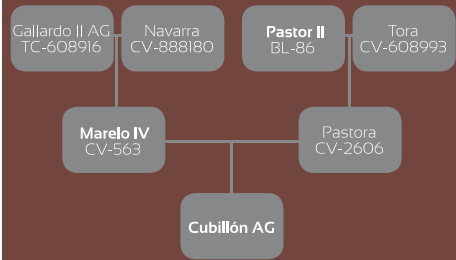 Gallardo II AG
TC-608916
Navarra
CV-888180
Pastor II
BL-86
Tora
CV-608993
Marelo IV
CV-563
Pastora
CV-2606
Cubillón AG